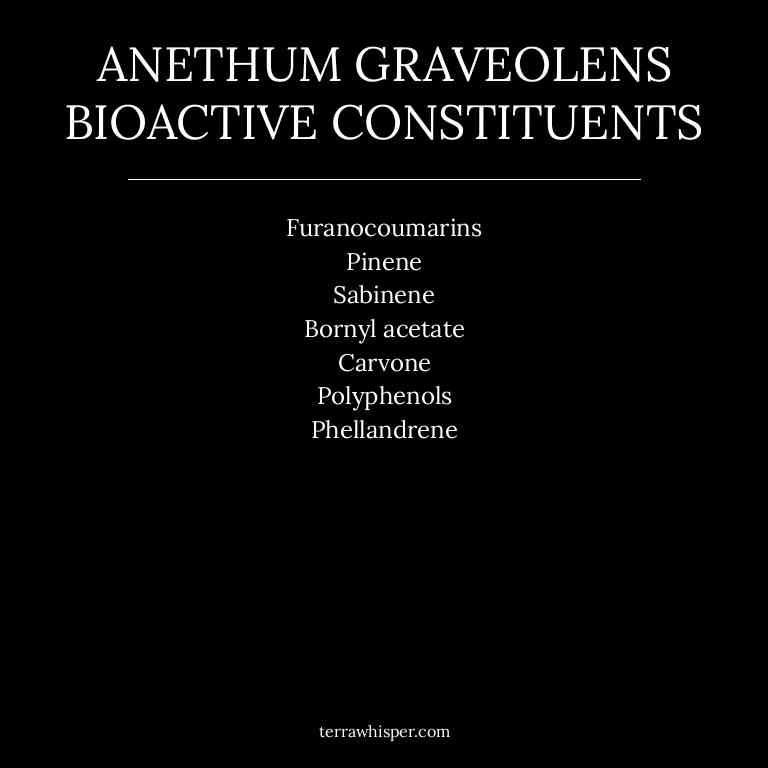 ANETHUM GRAVEOLENS
BIOACTIVE CONSTITUENTS
Furanocoumarins
Pinene
Sabinene
Bornyl acetate
Carvone
Polyphenols
Phellandrene
terrawhisper.com